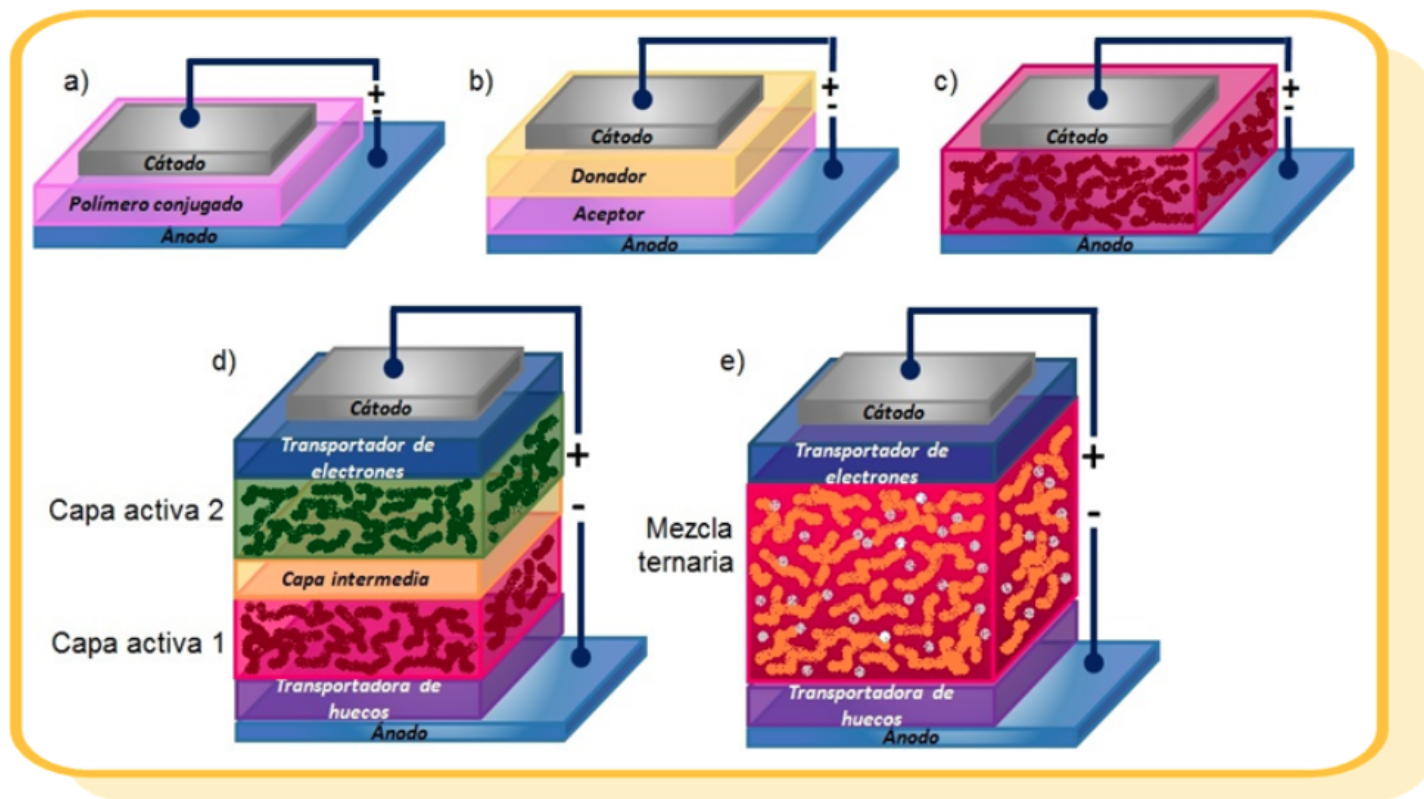 a)
+
-
Cátodo
Polímero conjugado
Ánodo
b)
+
-
Cátodo
Donador
Aceptor
Ánodo
c)
+
-
Cátodo
Ánodo
d)
Cátodo
Transportador de
electrones
+
-
Capa activa 2
Capa intermedia
Capa activa 1
Transportadora de
huecos
Ánodo
e)
Cátodo
Transportador de
electrones
+
-
Mezcla
ternaria
Transportadora de
huecos
Ánodo